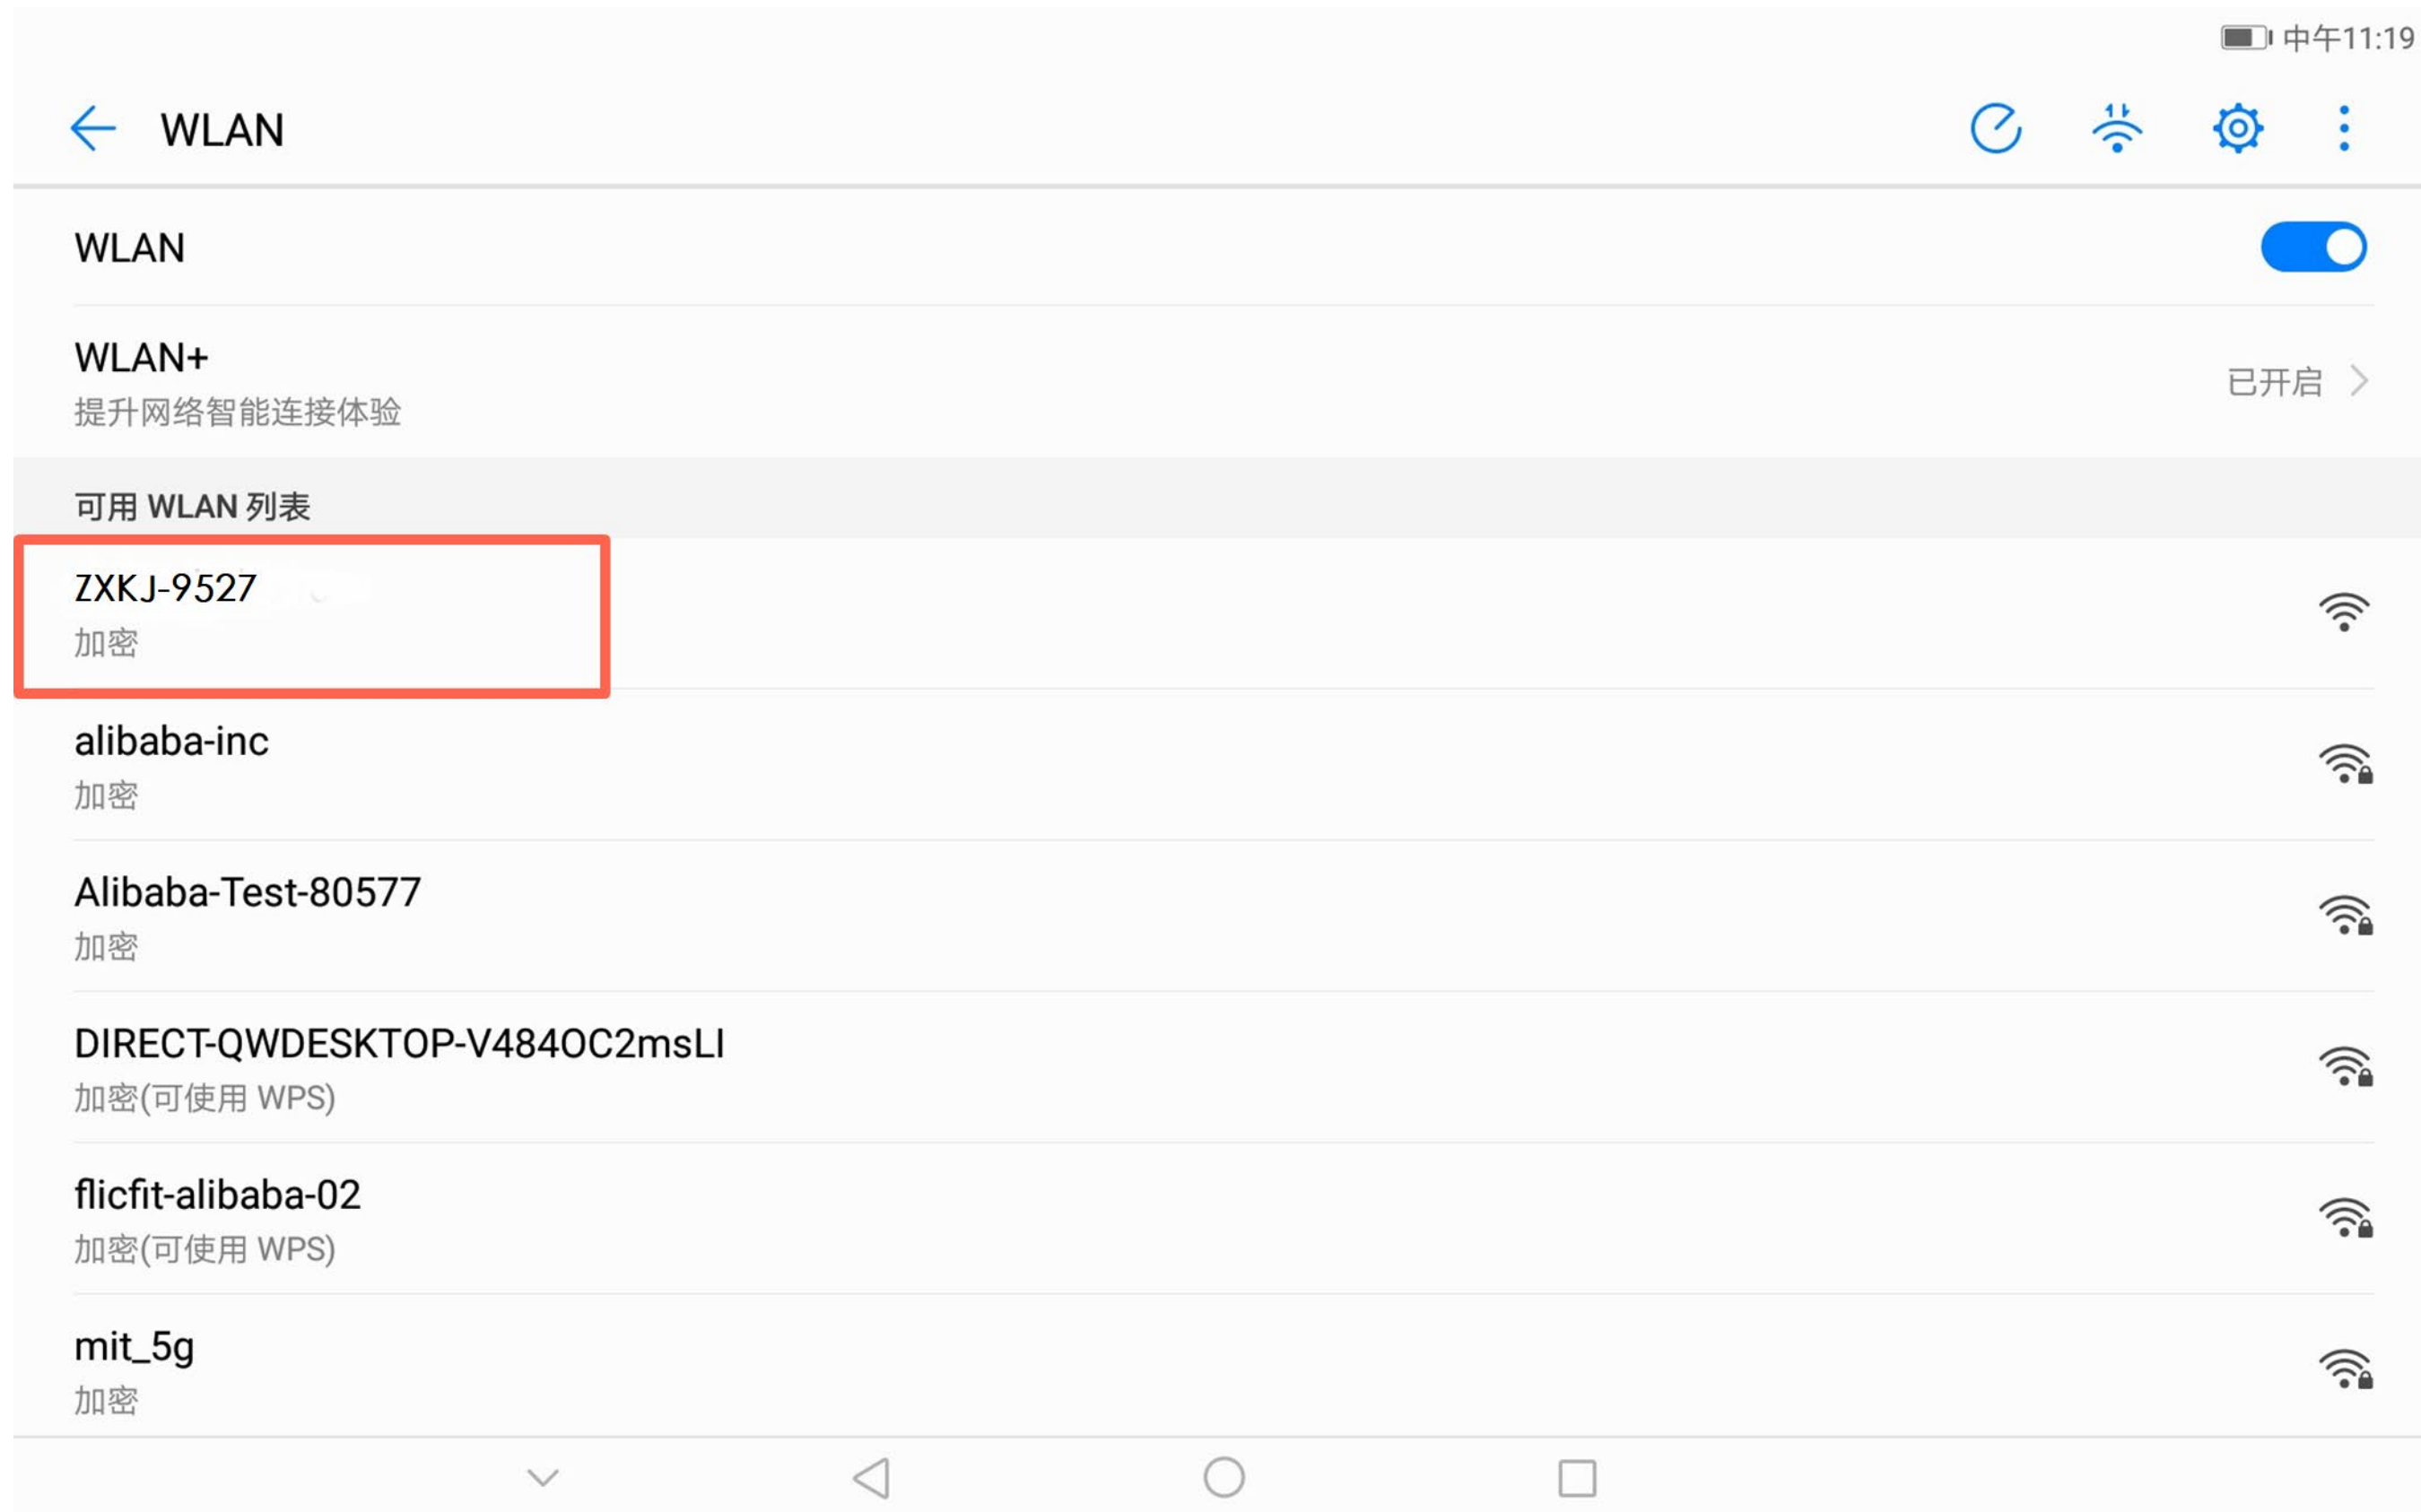 中午11:19
WLAN
WLAN
WLAN+
提升网络智能连接体验
已开启
可用 WLAN 列表
ZXKJ-9527
加密
alibaba-inc
加密
Alibaba-Test-80577
加密
DIRECT-QWDESKTOP-V484OC2msLI
加密(可使用 WPS)
flicfit-alibaba-02
加密(可使用 WPS)
mit_5g
加密